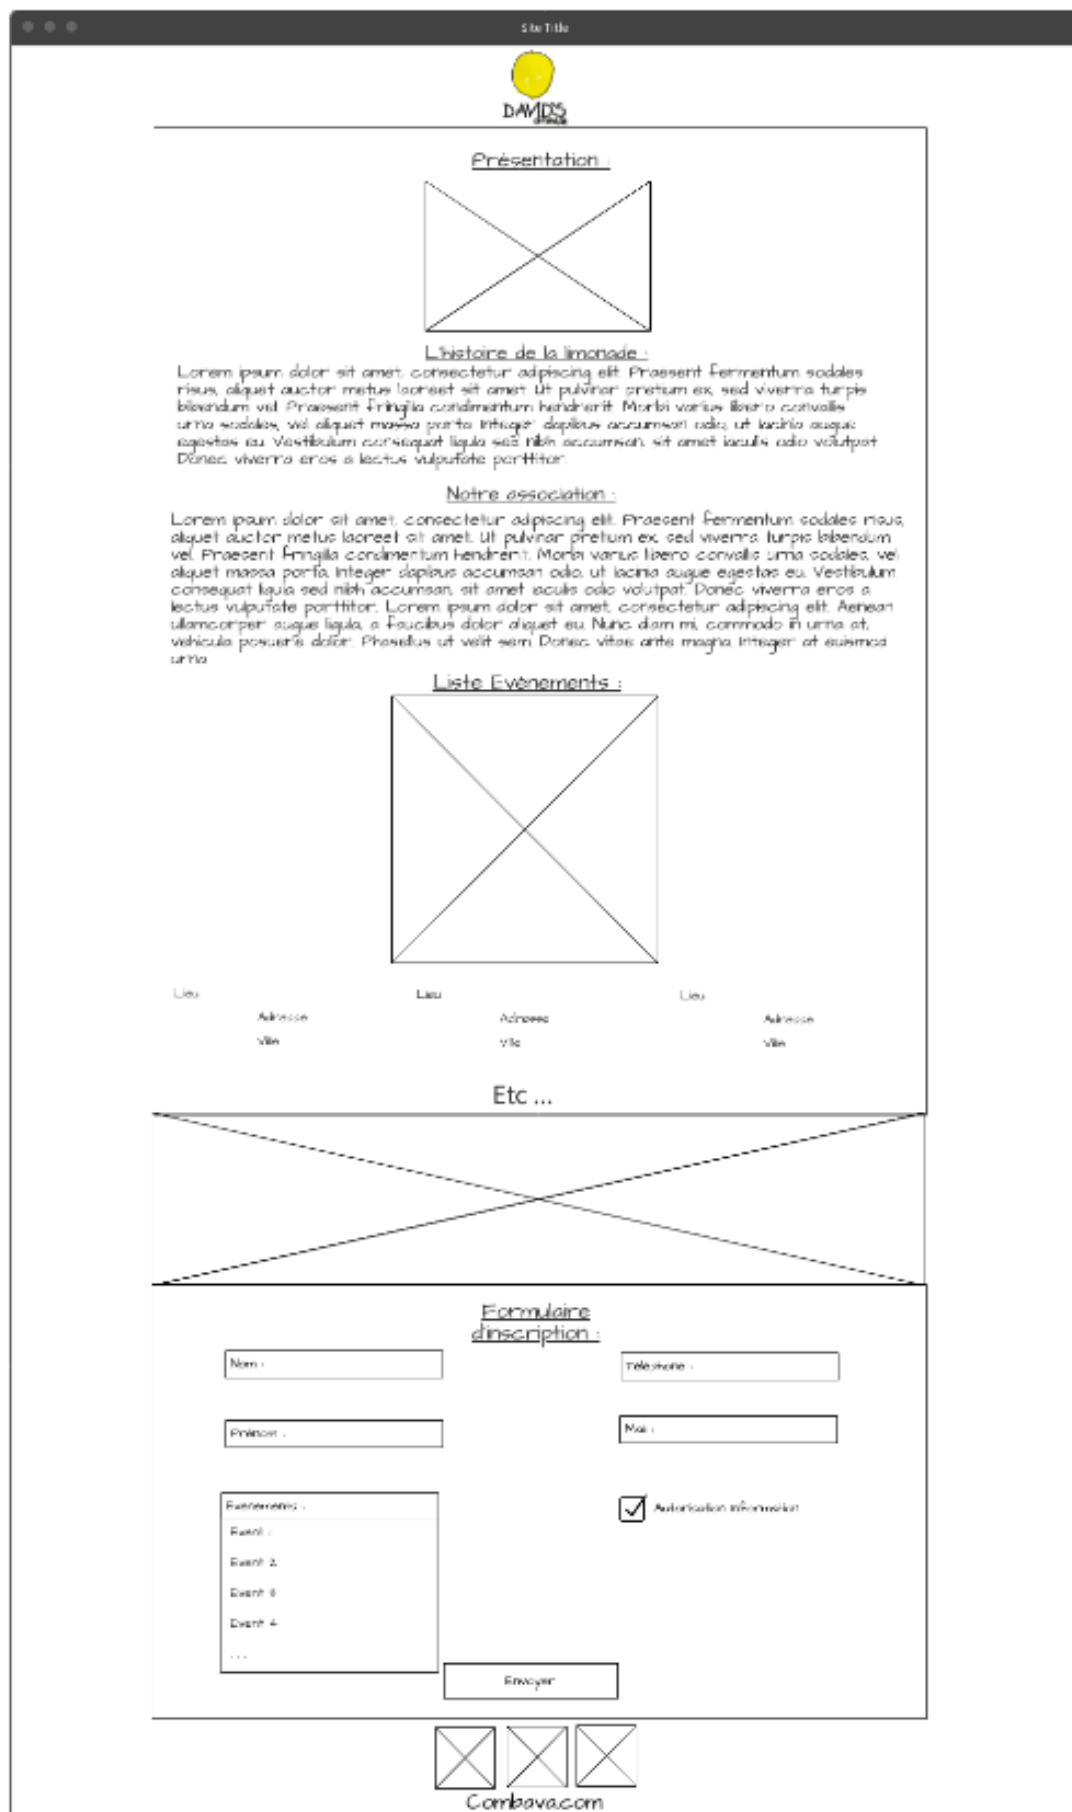 Site Title
DAVID'S
Présentation :
L'histoire de la limonade :
Lorem ipsum dolor sit amet, consectetur adipiscing elit. Praesent fermentum sodales
risus, aliquet auctor metus laoreet sit amet. Ut pulvinar pretium ex, sed viverra turpis
bibendum vel. Praesent fringilla condimentum hendrerit. Morbi varius libero convallis
urna sodales, vel aliquet massa porta. Integer dapibus accumsan odio, ut lacinia augue
egestas eu. Vestibulum consequat ligula sed nibh accumsan, sit amet iaculis odio volutpat.
Donec viverra eros a lectus vulputate porttitor.
Notre association :
Lorem ipsum dolor sit amet, consectetur adipiscing elit. Praesent fermentum sodales risus,
aliquet auctor metus laoreet sit amet. Ut pulvinar pretium ex, sed viverra turpis bibendum
vel. Praesent fringilla condimentum hendrerit. Morbi varius libero convallis urna sodales, vel
aliquet massa porta. Integer dapibus accumsan odio, ut lacinia augue egestas eu. Vestibulum
consequat ligula sed nibh accumsan, sit amet iaculis odio volutpat. Donec viverra eros a
lectus vulputate porttitor. Lorem ipsum dolor sit amet, consectetur adipiscing elit. Aenean
ullamcorper augue ligula, a faucibus dolor aliquet eu. Nunc diam mi, commodo in urna at,
vehicula posuere dolor. Phasellus ut velit sem. Donec vitae ante magna. Integer at euismod
urna
Liste Evènements :
Lieu Lieu Lieu
Adresse Adresse Adresse
Ville Ville Ville
Etc ...
Formulaire
d'inscription :
Nom : Téléphone :
Prénom : Mail :
Evènements : Autorisation information
Event :
Event 2
Event 3
Event 4
...
Envoyer
Combava.com